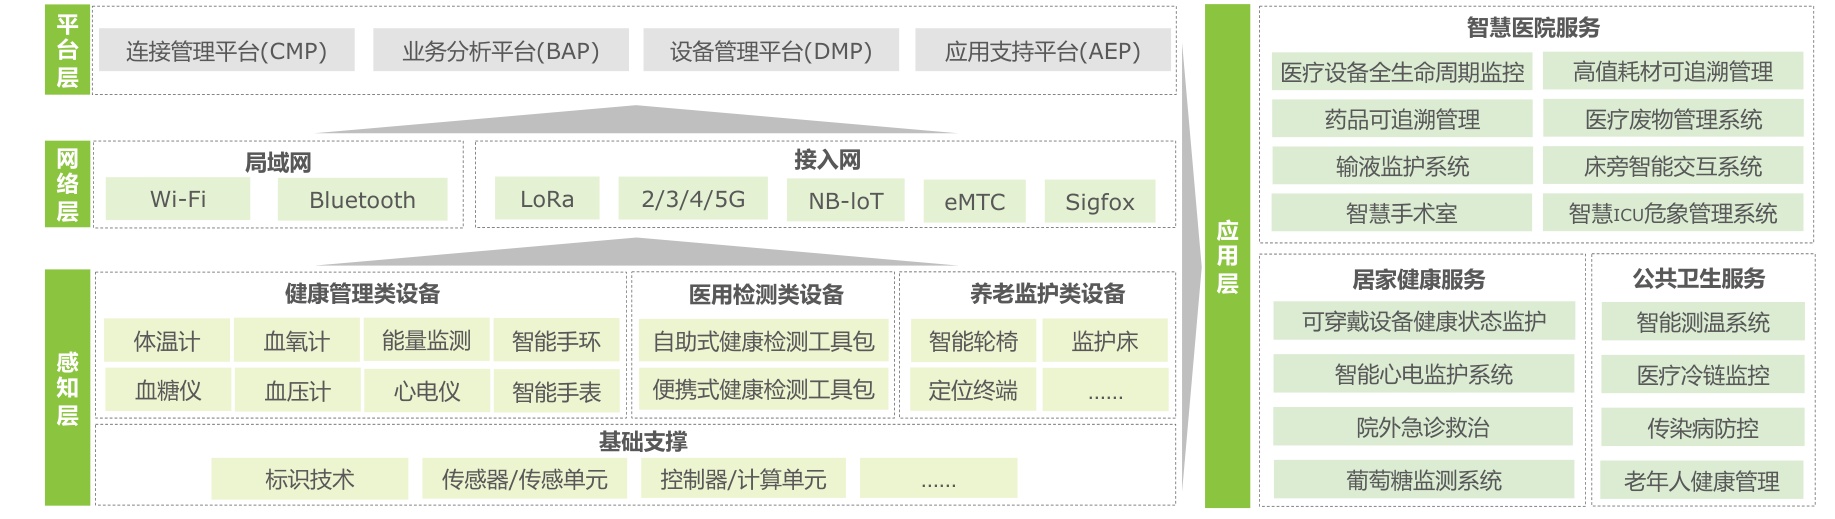 平台层
连接管理平台(CMP)
业务分析平台(BAP)
设备管理平台(DMP)
应用支持平台(AEP)
网络层
局域网
Wi-Fi
Bluetooth
接入网
LoRa
2/3/4/5G
NB-IoT
eMTC
Sigfox
感知层
健康管理类设备
体温计
血氧计
能量监测
智能手环
血糖仪
血压计
心电仪
智能手表
医用检测类设备
自助式健康检测工具包
便携式健康检测工具包
养老监护类设备
智能轮椅
监护床
定位终端
......
基础支撑
标识技术
传感器/传感单元
控制器/计算单元
......
应用层
智慧医院服务
医疗设备全生命周期监控
高值耗材可追溯管理
药品可追溯管理
医疗废物管理系统
输液监护系统
床旁智能交互系统
智慧手术室
智慧ICU危象管理系统
居家健康服务
可穿戴设备健康状态监护
智能心电监护系统
院外急诊救治
葡萄糖监测系统
公共卫生服务
智能测温系统
医疗冷链监控
传染病防控
老年人健康管理